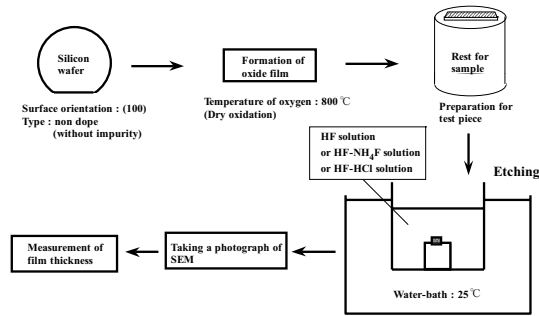 Silicon
wafer
Surface orientation : (100)
Type : non dope
(without impurity)
Formation of
oxide film
Temperature of oxygen : 800 ℃
(Dry oxidation)
Rest for
sample
Preparation for
test piece
HF solution
or HF-NH₄F solution
or HF-HCl solution
Etching
Water-bath : 25℃
Taking a photograph of
SEM
Measurement of
film thickness